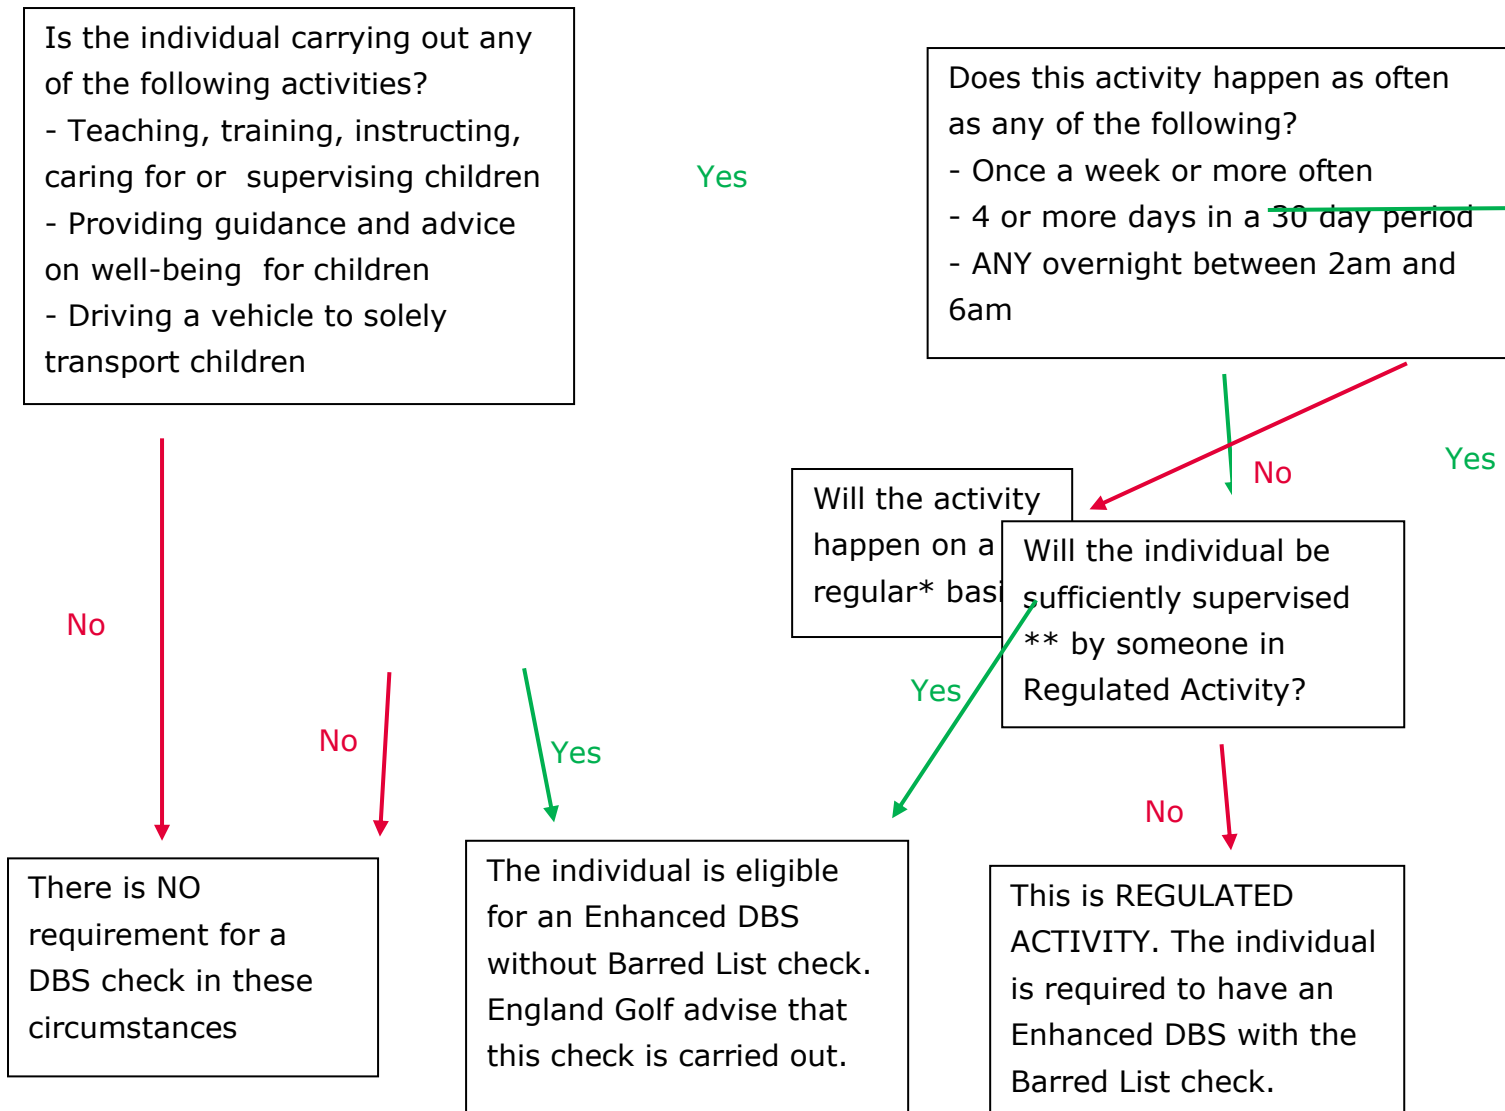 Is the individual carrying out any
of the following activities?
- Teaching, training, instructing,
caring for or supervising children
- Providing guidance and advice
on well-being for children
- Driving a vehicle to solely
transport children
Yes
Does this activity happen as often
as any of the following?
- Once a week or more often
- 4 or more days in a 30 day period
- ANY overnight between 2am and
6am
No
Yes
Will the activity
happen on a
regular* basi
Will the individual be
sufficiently supervised
** by someone in
Regulated Activity?
No
Yes
No
Yes
No
There is NO
requirement for a
DBS check in these
circumstances
The individual is eligible
for an Enhanced DBS
without Barred List check.
England Golf advise that
this check is carried out.
This is REGULATED
ACTIVITY. The individual
is required to have an
Enhanced DBS with the
Barred List check.